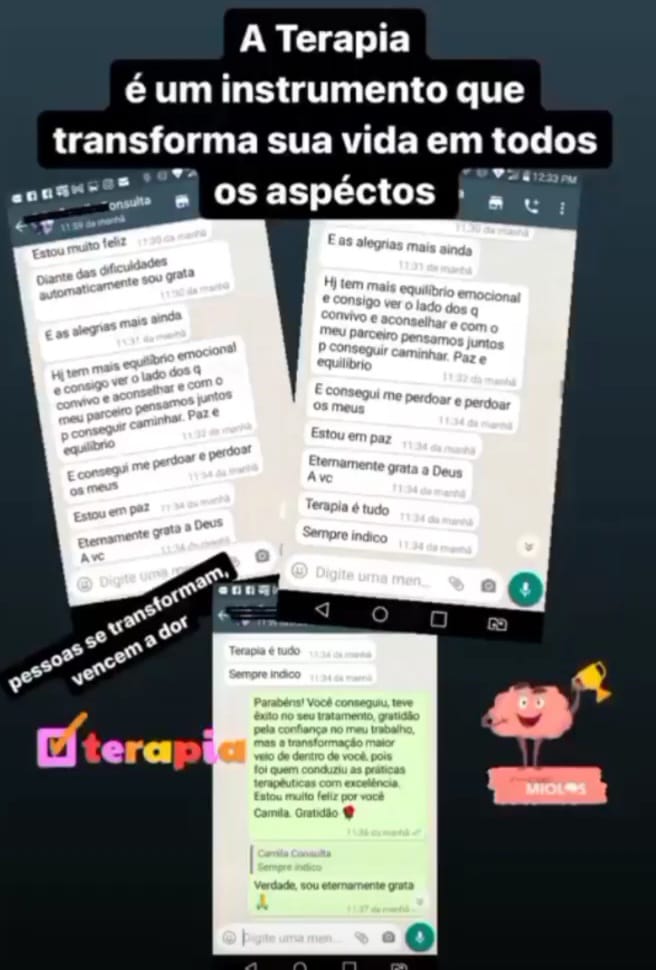 A Terapia
é um instrumento que
transforma sua vida em todos
os aspéctos
onsulta
11:59 da manhã
Estou muito feliz 11:30 da manhã
Diante das dificuldades
automaticamente sou grata
11:30 da manhã
E as alegrias mais ainda
11:31 da manhã
Hj tem mais equilíbrio emocional
e consigo ver o lado dos q
convivo e aconselhar e com o
meu parceiro pensamos juntos
p conseguir caminhar. Paz e
equilíbrio
11:32 da manhã
E consegui me perdoar e perdoar
os meus
11:34 da manhã
Estou em paz 11:34 da manhã
Eternamente grata a Deus
A vc
11:34 da manhã
Digite uma
12:33 PM
11:30 da manhã
E as alegrias mais ainda
11:31 da manhã
Hj tem mais equilíbrio emocional
e consigo ver o lado dos q
convivo e aconselhar e com o
meu parceiro pensamos juntos
p conseguir caminhar. Paz e
equilíbrio
11:32 da manhã
E consegui me perdoar e perdoar
os meus
11:34 da manhã
Estou em paz 11:34 da manhã
Eternamente grata a Deus
A vc
11:34 da manhã
Terapia é tudo 11:34 da manhã
Sempre indico 11:34 da manhã
Digite uma men...
pessoas se transformam,
vencem a dor
terapia
Terapia é tudo 11:34 da manhã
Sempre indico 11:34 da manhã
Parabéns! Você conseguiu, teve
êxito no seu tratamento, gratidão
pela confiança no meu trabalho,
mas a transformação maior
veio de dentro de você, pois
foi quem conduziu as práticas
terapêuticas com excelência.
Estou muito feliz por você
Camila. Gratidão 🌹
11:36 da manhã
Camila Consulta
Sempre indico
Verdade, sou eternamente grata
🙏
11:37 da manhã
Digite uma men...
MIOLOS